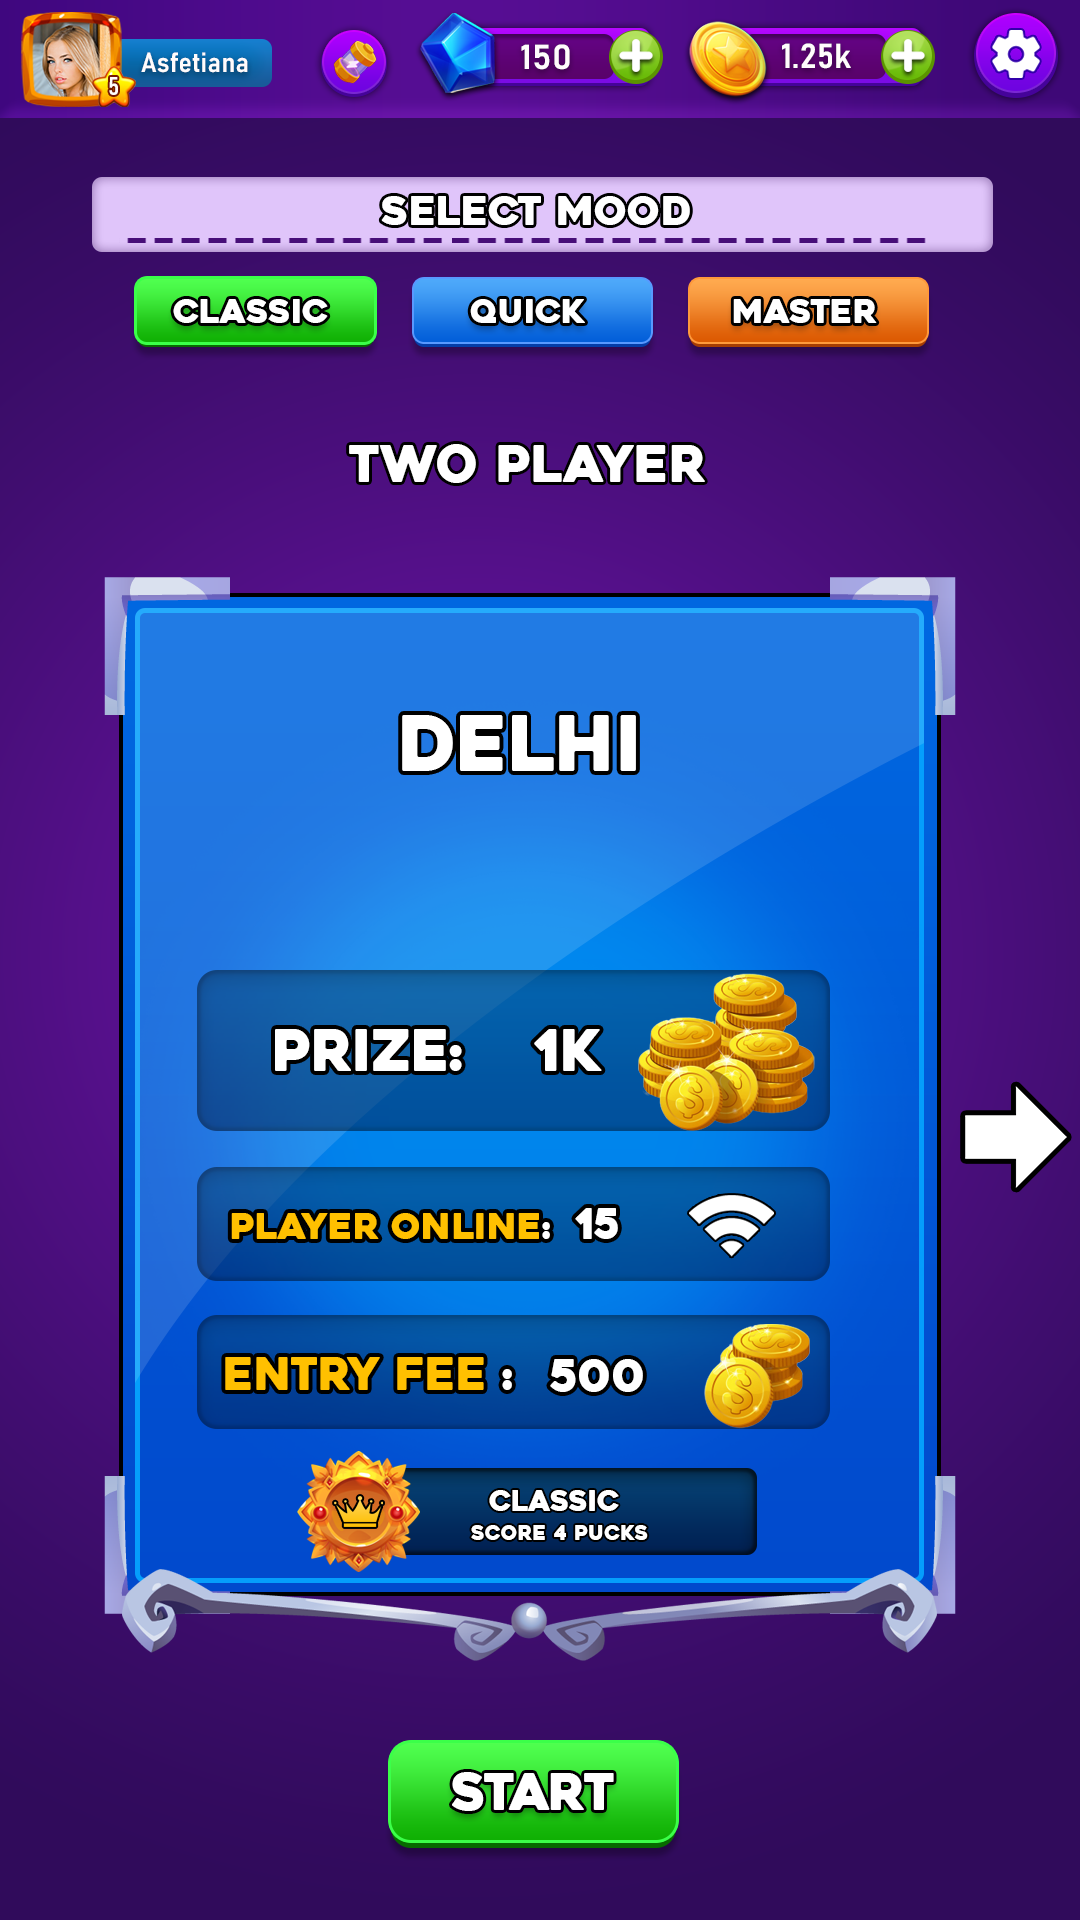 5
Asfetiana
150
1.25k
SELECT MOOD
CLASSIC
QUICK
MASTER
TWO PLAYER
DELHI
PRIZE: 1K
PLAYER ONLINE: 15
ENTRY FEE : 500
CLASSIC
SCORE 4 PUCKS
START